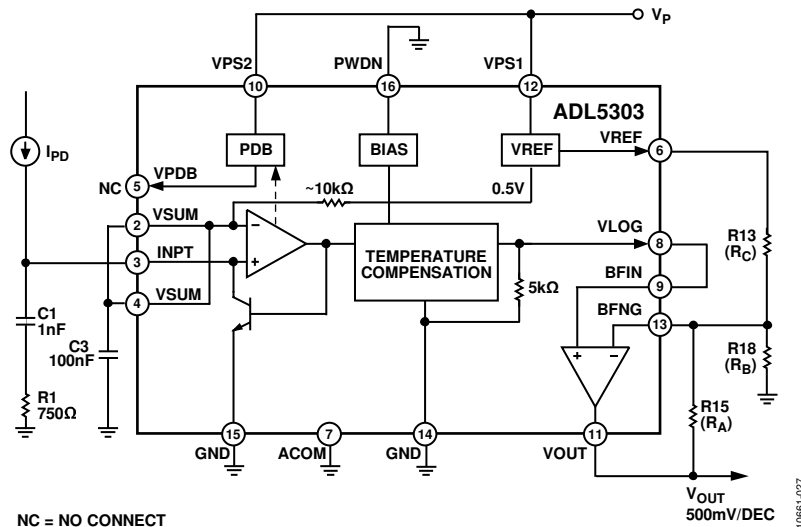 VP
VPS2
PWDN
VPS1
10
16
12
ADL5303
VREF
IPD
PDB
BIAS
VREF
6
VPDB
NC
5
~10kΩ
0.5V
VSUM
2
−
VLOG
R13
(RC)
INPT
3
+
TEMPERATURE
COMPENSATION
8
BFIN
VSUM
4
5kΩ
9
BFNG
C1
1nF
13
C3
100nF
+
−
R18
(RB)
R1
750Ω
R15
(RA)
15
7
14
11
GND
ACOM
GND
VOUT
VOUT
500mV/DEC
NC = NO CONNECT
10661-027